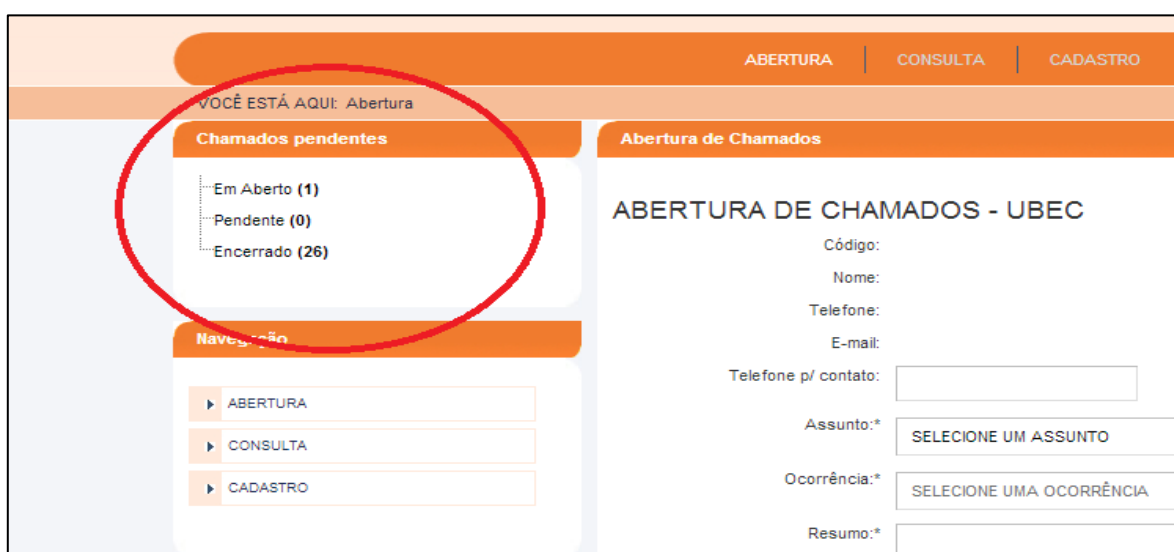 ABERTURA CONSULTA CADASTRO
VOCÊ ESTÁ AQUI: Abertura
Chamados pendentes
Em Aberto (1)
Pendente (0)
Encerrado (26)
Navegação
ABERTURA
CONSULTA
CADASTRO
Abertura de Chamados
ABERTURA DE CHAMADOS - UBEC
Código:
Nome:
Telefone:
E-mail:
Telefone p/ contato:
Assunto:* SELECIONE UM ASSUNTO
Ocorrência:* SELECIONE UMA OCORRÊNCIA
Resumo:*